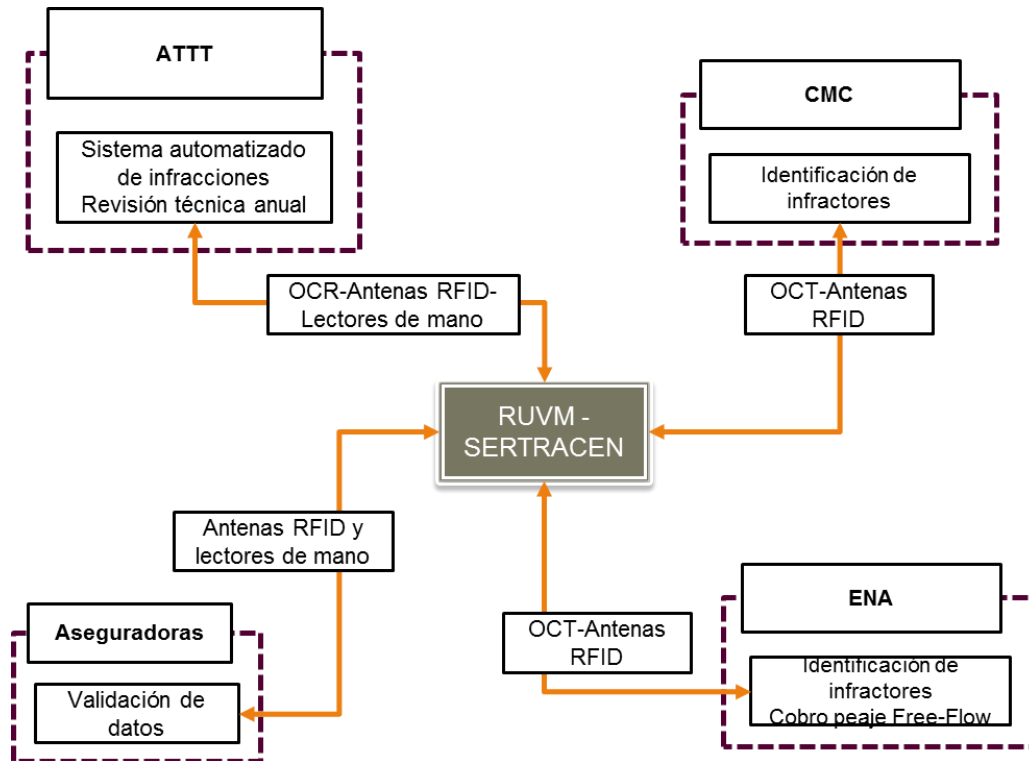 ATTT
Sistema automatizado
de infracciones
Revisión técnica anual
CMC
Identificación de
infractores
OCR-Antenas RFID-
Lectores de mano
OCT-Antenas
RFID
RUVM -
SERTRACEN
Antenas RFID y
lectores de mano
Aseguradoras
Validación de
datos
OCT-Antenas
RFID
ENA
Identificación de
infractores
Cobro peaje Free-Flow